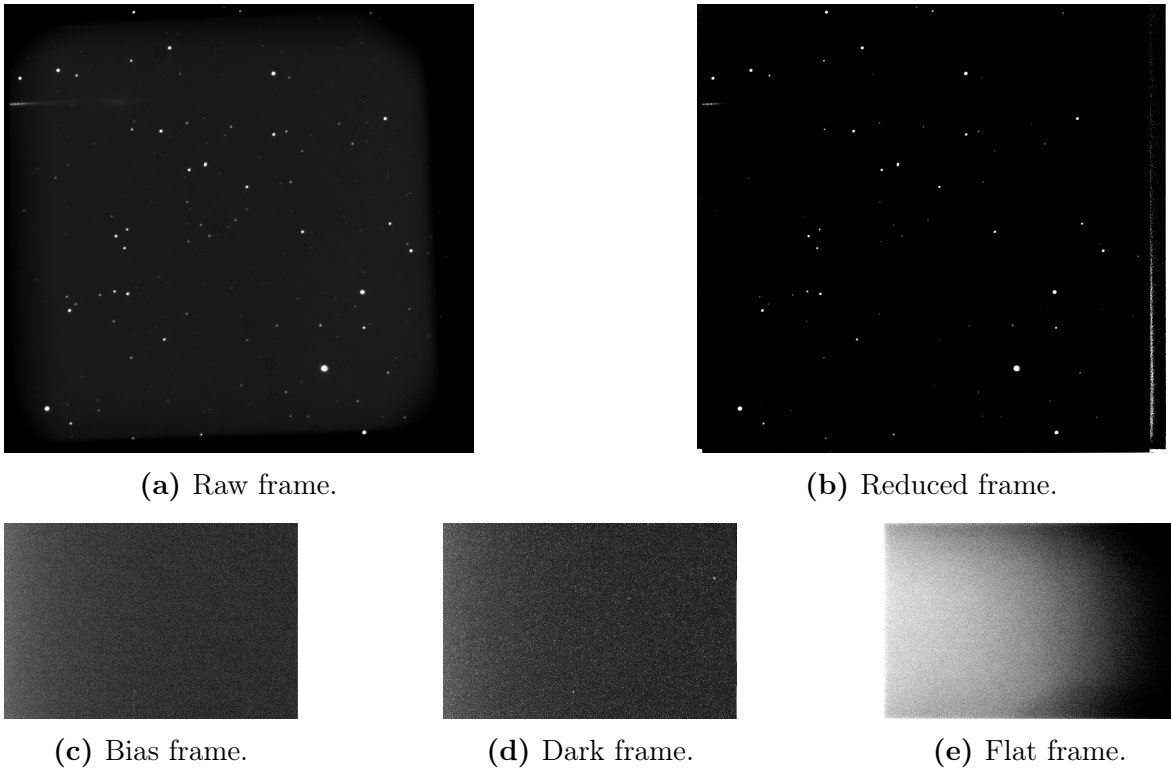 (a) Raw frame.
(b) Reduced frame.
(c) Bias frame.
(d) Dark frame.
(e) Flat frame.